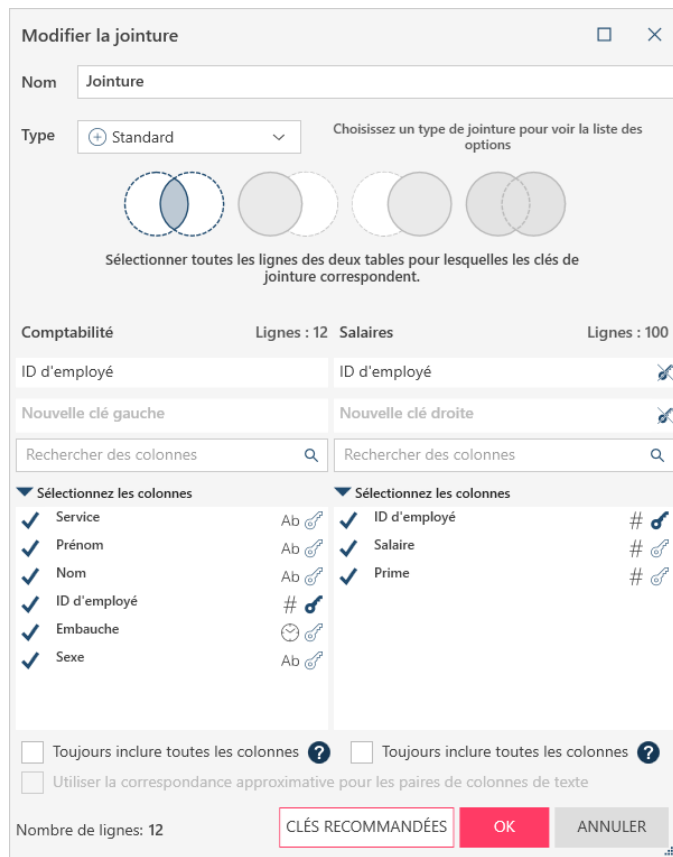 Modifier la jointure
Nom Jointure
Type Standard
Choisissez un type de jointure pour voir la liste des
options
Sélectionner toutes les lignes des deux tables pour lesquelles les clés de
jointure correspondent.
Comptabilité Lignes : 12 Salaires Lignes : 100
ID d'employé ID d'employé
Nouvelle clé gauche Nouvelle clé droite
Rechercher des colonnes Rechercher des colonnes
Sélectionnez les colonnes Sélectionnez les colonnes
Service Ab ID d'employé #
Prénom Ab Salaire #
Nom Ab Prime #
ID d'employé #
Embauche
Sexe Ab
Toujours inclure toutes les colonnes ? Toujours inclure toutes les colonnes ?
Utiliser la correspondance approximative pour les paires de colonnes de texte
Nombre de lignes: 12 CLÉS RECOMMANDÉES OK ANNULER